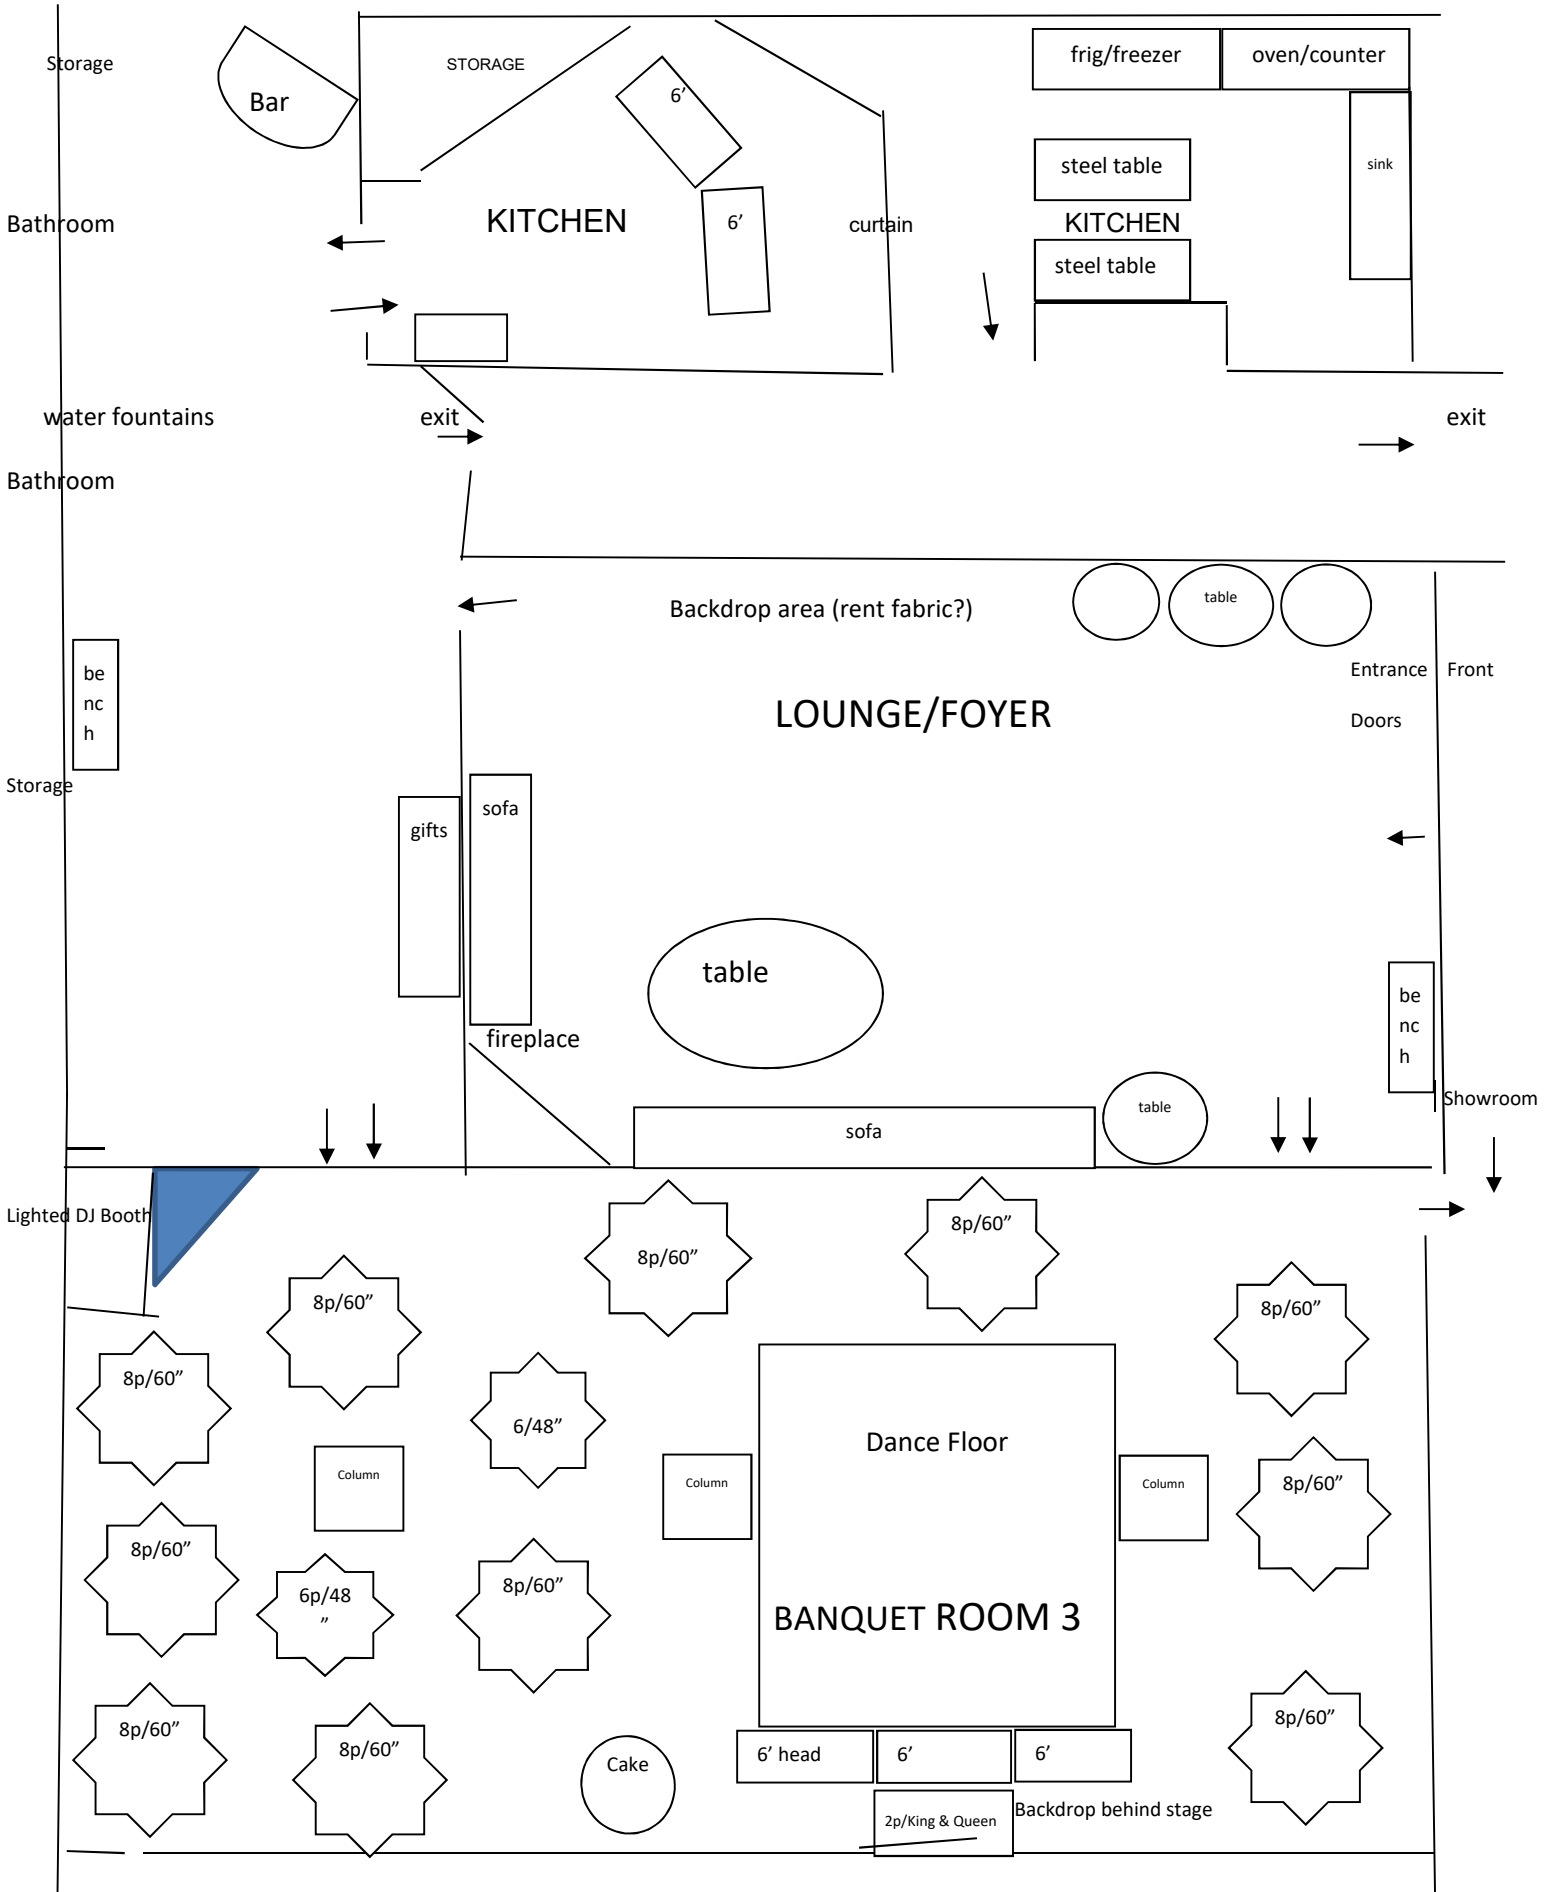 Storage
Bar
STORAGE
6’
frig/freezer
oven/counter
steel table
sink
Bathroom
KITCHEN
6’
curtain
KITCHEN
steel table
water fountains
exit
exit
Bathroom
Backdrop area (rent fabric?)
table
be
nc
h
Entrance
Front
Doors
LOUNGE/FOYER
Storage
gifts
sofa
table
fireplace
be
nc
h
sofa
table
Showroom
Lighted DJ Booth
8p/60”
8p/60”
8p/60”
8p/60”
8p/60”
6/48”
Dance Floor
Column
Column
Column
8p/60”
8p/60”
6p/48
”
8p/60”
BANQUET ROOM 3
8p/60”
8p/60”
8p/60”
Cake
6’ head
6’
6’
2p/King & Queen
Backdrop behind stage